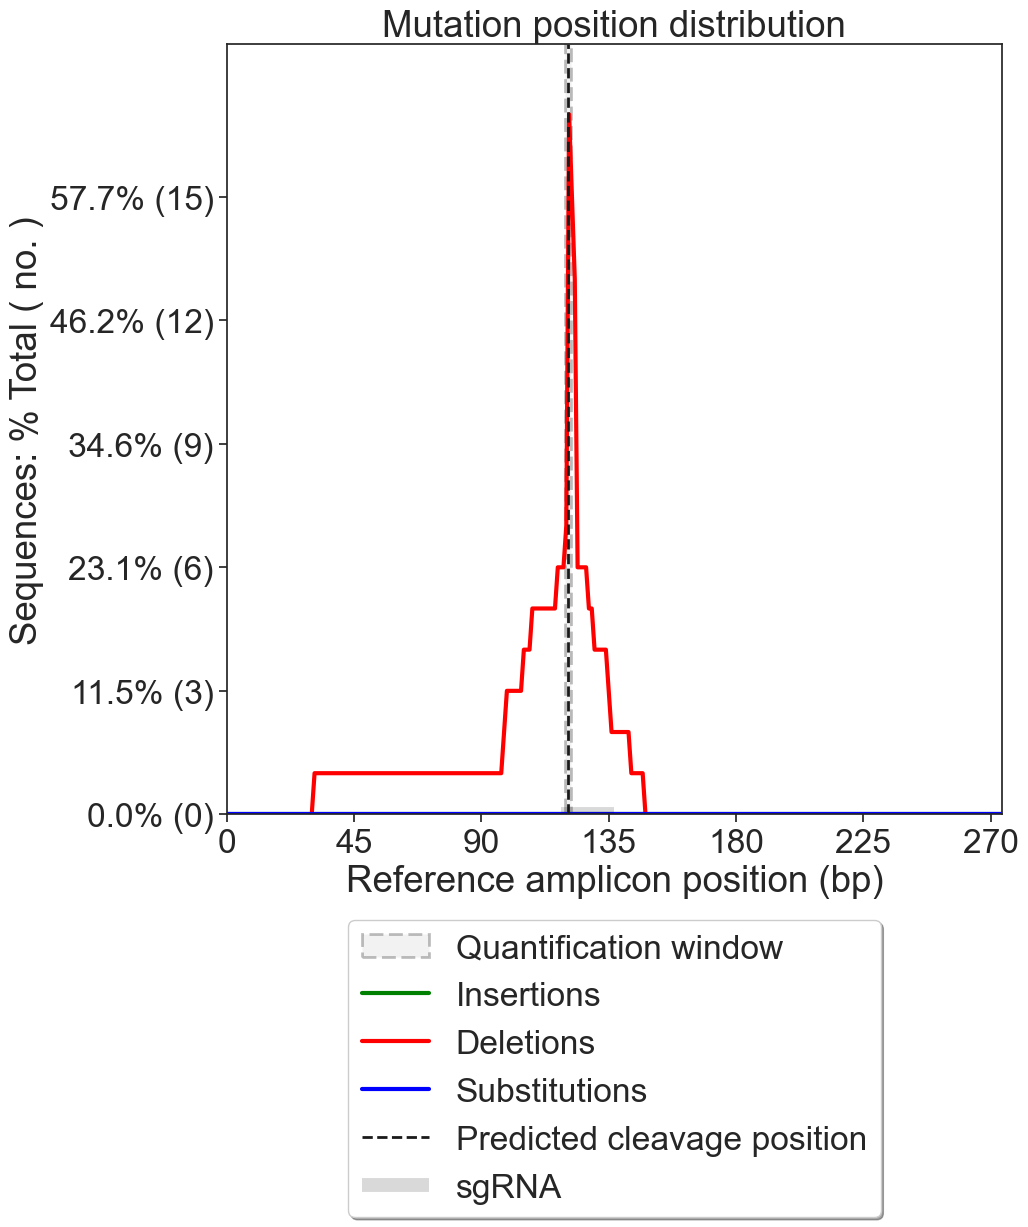 Mutation position distribution
Sequences: % Total ( no. )
57.7% (15)
46.2% (12)
34.6% (9)
23.1% (6)
11.5% (3)
0.0% (0)
0 45 90 135 180 225 270
Reference amplicon position (bp)
Quantification window
Insertions
Deletions
Substitutions
Predicted cleavage position
sgRNA